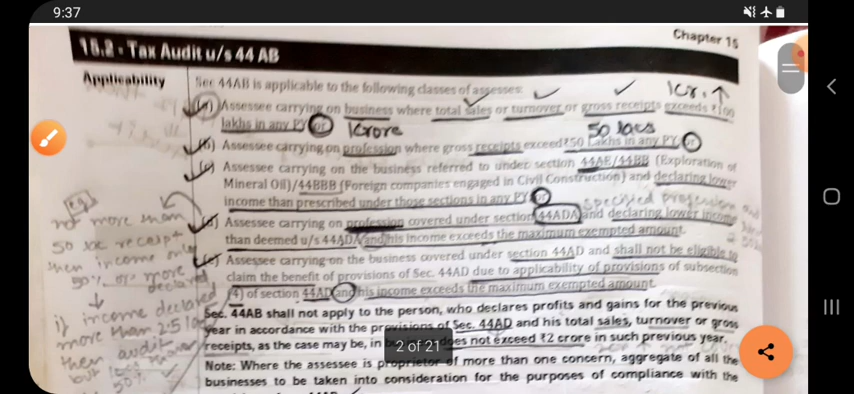 9:37
Chapter 15
15.2 - Tax Audit u/s 44 AB
Applicability
Sec 44AB is applicable to the following classes of assesses:
1cr. ↑
(a) Assessee carrying on business where total sales or turnover or gross receipts exceeds ₹100
lakhs in any PY or 1Crore
50 lacs
(b) Assessee carrying on profession where gross receipts exceed ₹50 Lakhs in any PY or
(c) Assessee carrying on the business referred to under section 44AE/44BB (Exploration of
Mineral Oil)/44BBB (Foreign companies engaged in Civil Construction) and declaring lower
income than prescribed under those sections in any PY or
specified profession
(d) Assessee carrying on profession covered under section 44ADA and declaring lower income
than deemed u/s 44ADA and his income exceeds the maximum exempted amount.
(e) Assessee carrying on the business covered under section 44AD and shall not be eligible to
claim the benefit of provisions of Sec. 44AD due to applicability of provisions of subsection
(4) of section 44AD and his income exceeds the maximum exempted amount.
e.g.
not more than
50 receipt
then income
50% or more
declared
if income declared
more than 2.5 l
then audit
but
50%
Sec. 44AB shall not apply to the person, who declares profits and gains for the previous
year in accordance with the provisions of Sec. 44AD and his total sales, turnover or gross
receipts, as the case may be, in does not exceed ₹2 crore in such previous year.
2 of 21
Note: Where the assessee is proprietor of more than one concern, aggregate of all the
businesses to be taken into consideration for the purposes of compliance with the